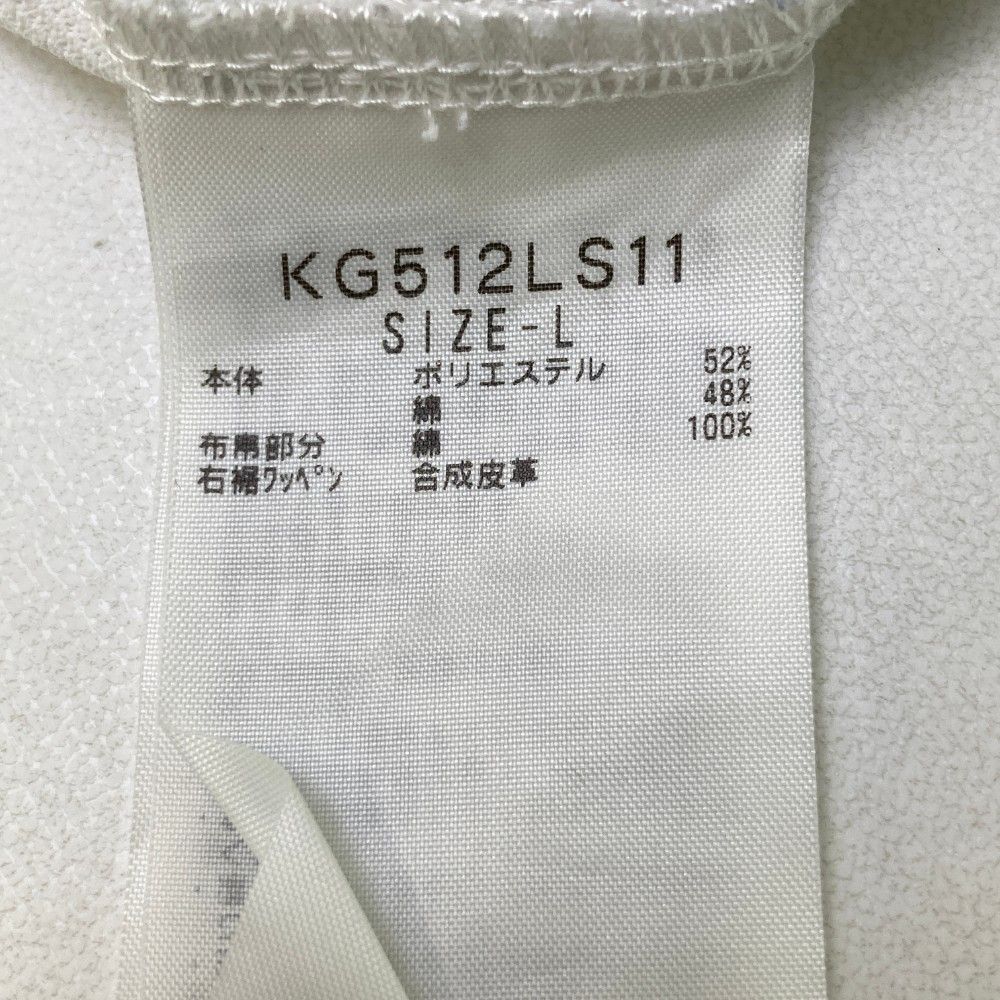 KG512LS11
SIZE-L
本体 ポリエステル 52%
綿 48%
布帛部分 綿 100%
右裾ワッペン 合成皮革